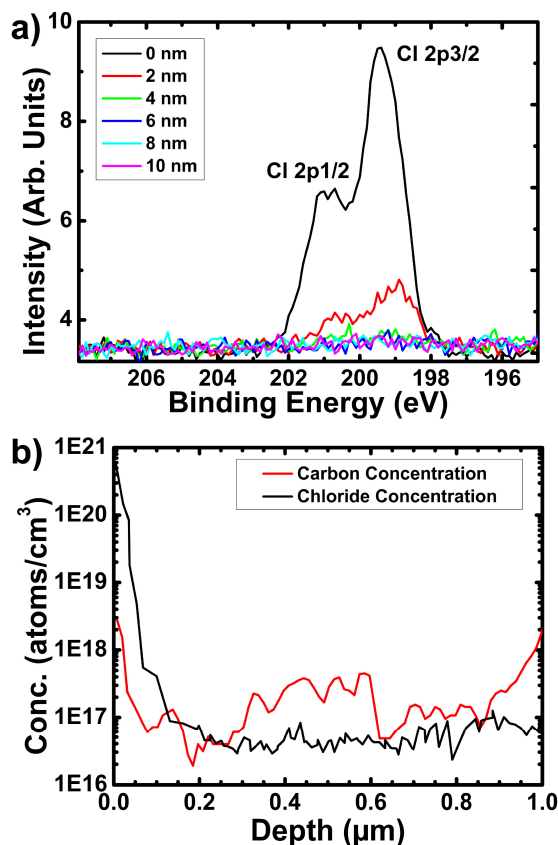 a)
10
8
6
4
Intensity (Arb. Units)
0 nm
2 nm
4 nm
6 nm
8 nm
10 nm
Cl 2p3/2
Cl 2p1/2
206 204 202 200 198 196
Binding Energy (eV)
b)
1E21
1E20
1E19
1E18
1E17
1E16
Conc. (atoms/cm³)
Carbon Concentration
Chloride Concentration
0.0 0.2 0.4 0.6 0.8 1.0
Depth (µm)